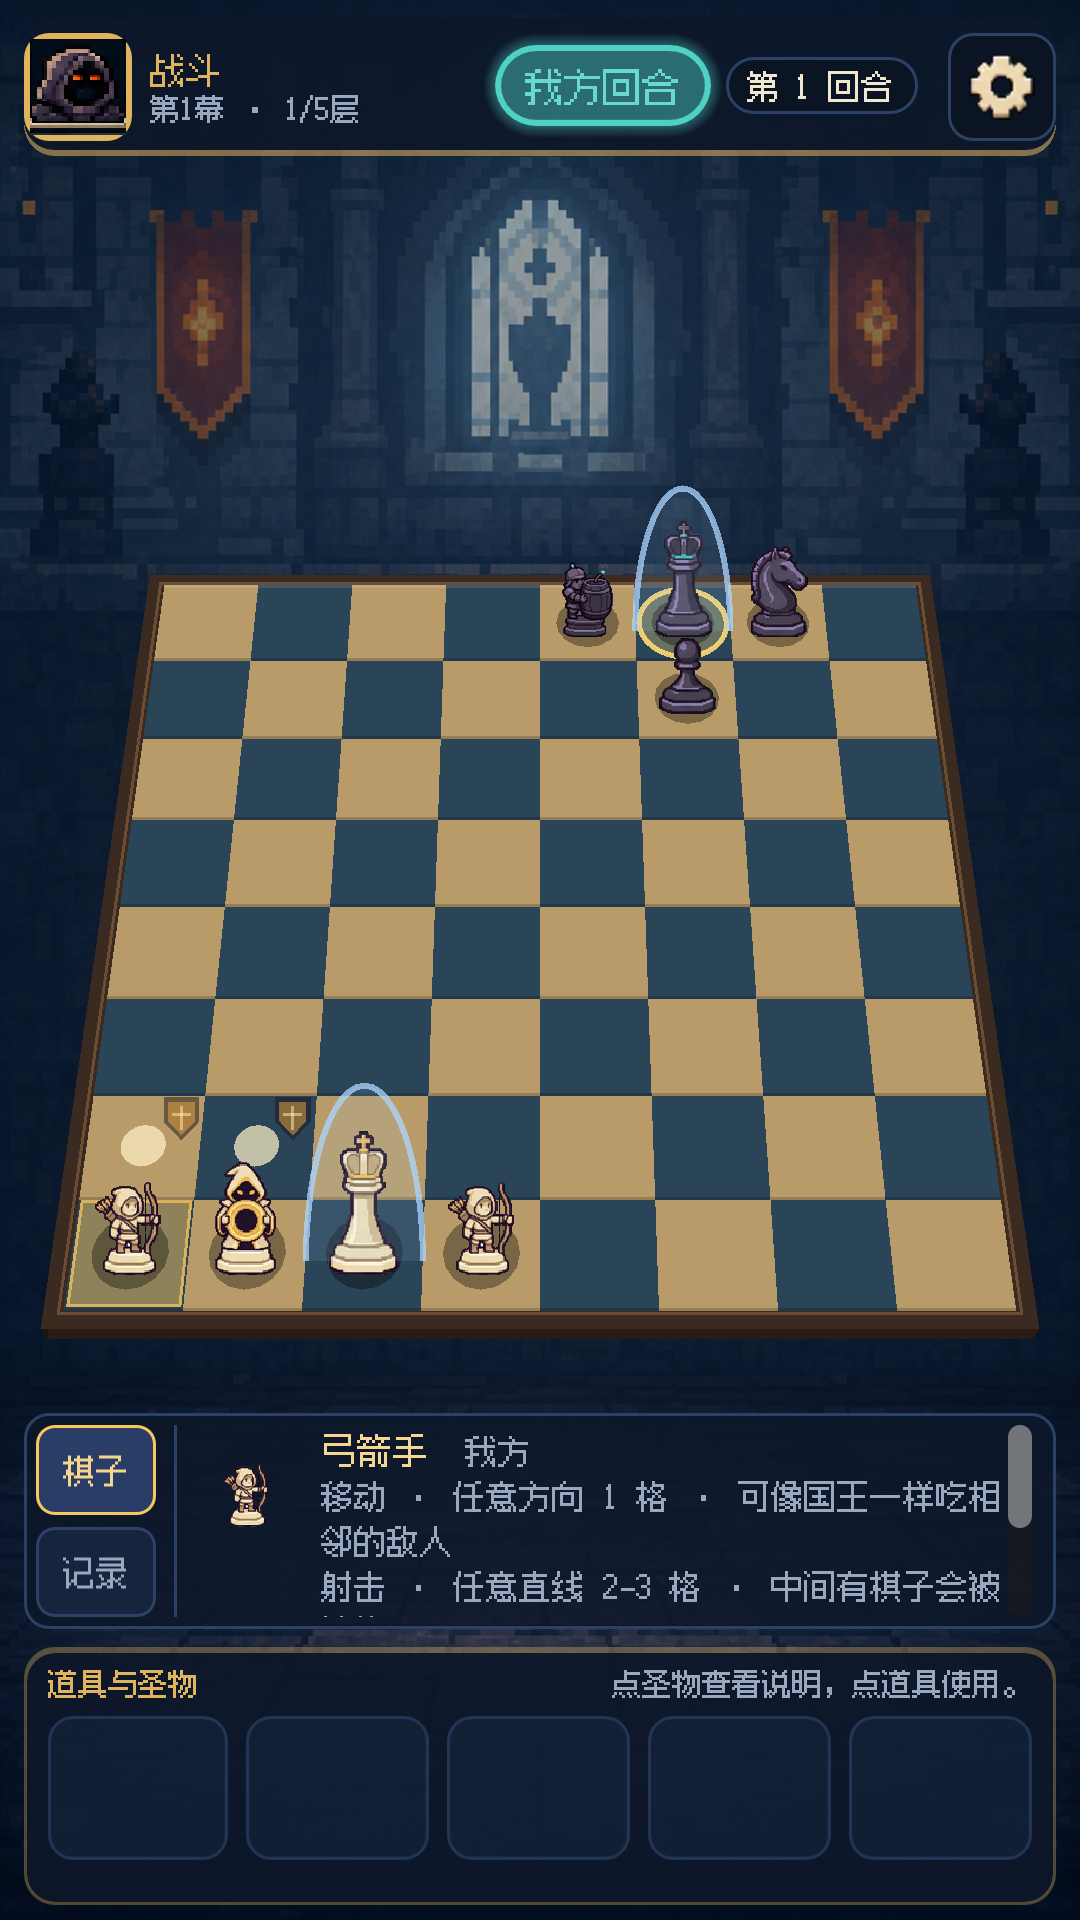 战斗
第1幕 · 1/5层
我方回合
第 1 回合
棋子
记录
弓箭手 我方
移动 · 任意方向 1 格 · 可像国王一样吃相
邻的敌人
射击 · 任意直线 2-3 格 · 中间有棋子会被
道具与圣物
点圣物查看说明，点道具使用。